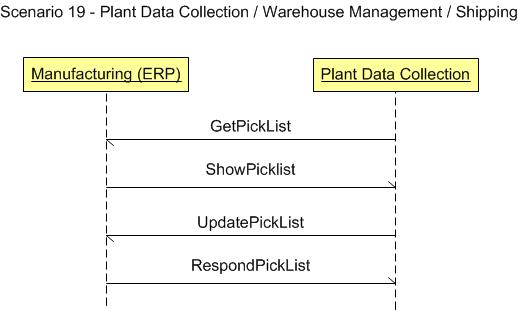 Scenario 19 - Plant Data Collection / Warehouse Management / Shipping
Manufacturing (ERP)
Plant Data Collection
GetPickList
ShowPicklist
UpdatePickList
RespondPickList